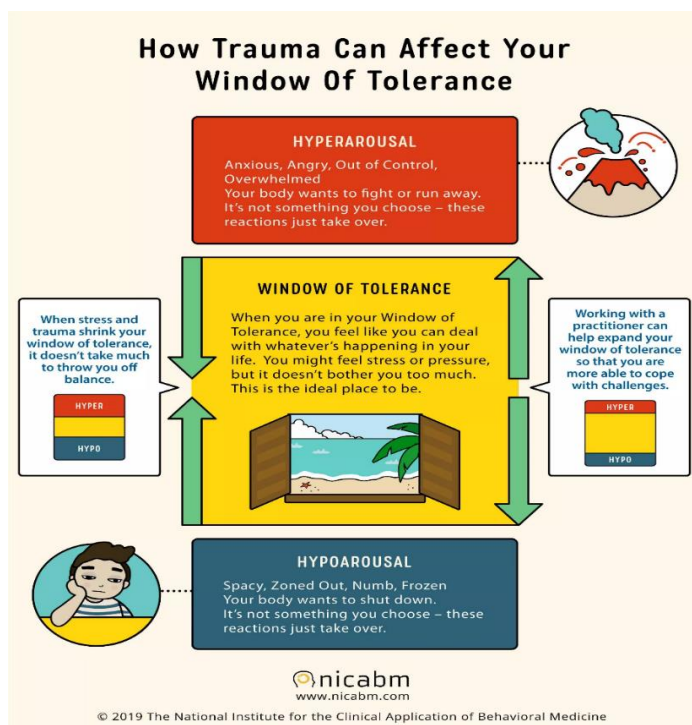 How Trauma Can Affect Your
Window Of Tolerance
HYPERAROUSAL
Anxious, Angry, Out of Control,
Overwhelmed
Your body wants to fight or run away.
It's not something you choose – these
reactions just take over.
When stress and
trauma shrink your
window of tolerance,
it doesn't take much
to throw you off
balance.
HYPER
HYPO
WINDOW OF TOLERANCE
When you are in your Window of
Tolerance, you feel like you can deal
with what's happening in your
life. You might feel stress or pressure,
but it doesn't bother you too much.
This is the ideal place to be.
Working with a
practitioner can
help expand your
window of tolerance
so that you are
more able to cope
with challenges.
HYPER
HYPO
HYPOAROUSAL
Spacy, Zoned Out, Numb, Frozen
Your body wants to shut down.
It's not something you choose – these
reactions just take over.
nicabm
www.nicabm.com
© 2019 The National Institute for the Clinical Application of Behavioral Medicine